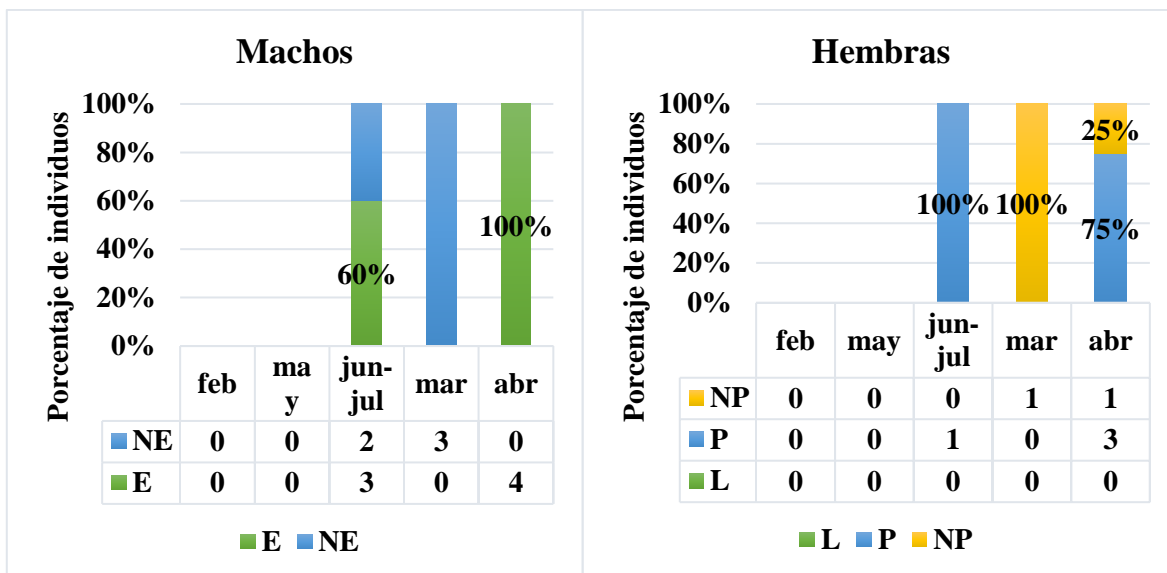 Machos
Porcentaje de individuos
100%
80%
60%
40%
20%
0%
60%
100%
feb
ma
y
jun-
jul
mar
abr
NE 0 0 2 3 0
E 0 0 3 0 4
E NE
Hembras
Porcentaje de individuos
100%
80%
60%
40%
20%
0%
100%
100%
25%
75%
feb
may
jun-
jul
mar
abr
NP 0 0 0 1 1
P 0 0 1 0 3
L 0 0 0 0 0
L P NP